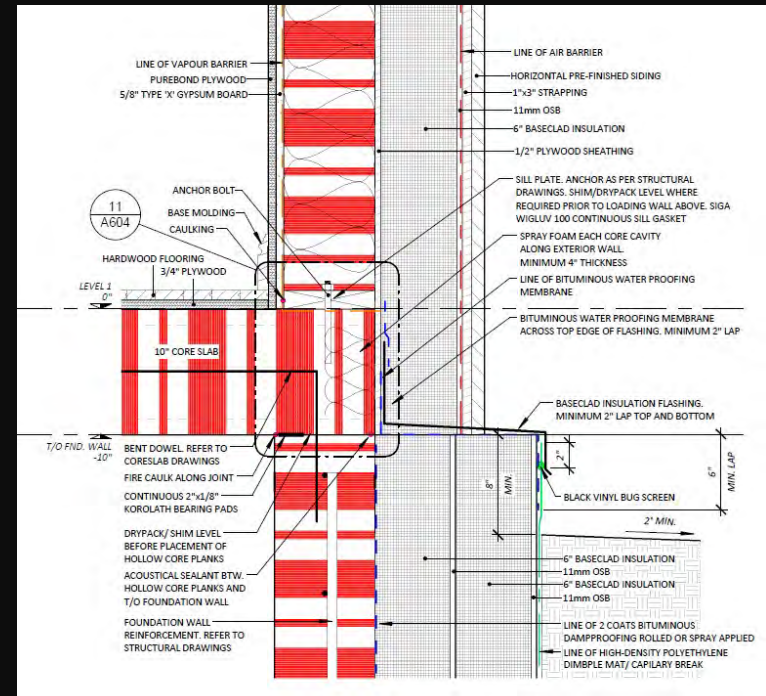 LINE OF VAPOUR BARRIER
PUREBOND PLYWOOD
5/8" TYPE 'X' GYPSUM BOARD
11
A604
ANCHOR BOLT
BASE MOLDING
CAULKING
HARDWOOD FLOORING
3/4" PLYWOOD
LEVEL 1
0"
10" CORE SLAB
T/O FND. WALL
-10"
BENT DOWEL. REFER TO
CORESLAB DRAWINGS
FIRE CAULK ALONG JOINT
CONTINUOUS 2"x1/8"
KOROLATH BEARING PADS
DRYPACK/ SHIM LEVEL
BEFORE PLACEMENT OF
HOLLOW CORE PLANKS
ACOUSTICAL SEALANT BTW.
HOLLOW CORE PLANKS AND
T/O FOUNDATION WALL
FOUNDATION WALL
REINFORCEMENT. REFER TO
STRUCTURAL DRAWINGS
LINE OF AIR BARRIER
HORIZONTAL PRE-FINISHED SIDING
1"x3" STRAPPING
11mm OSB
6" BASECLAD INSULATION
1/2" PLYWOOD SHEATHING
SILL PLATE. ANCHOR AS PER STRUCTURAL
DRAWINGS. SHIM/DRYPACK LEVEL WHERE
REQUIRED PRIOR TO LOADING WALL ABOVE. SIGA
WIGLUV 100 CONTINUOUS SILL GASKET
SPRAY FOAM EACH CORE CAVITY
ALONG EXTERIOR WALL.
MINIMUM 4" THICKNESS
LINE OF BITUMINOUS WATER PROOFING
MEMBRANE
BITUMINOUS WATER PROOFING MEMBRANE
ACROSS TOP EDGE OF FLASHING. MINIMUM 2" LAP
BASECLAD INSULATION FLASHING.
MINIMUM 2" LAP TOP AND BOTTOM
2"
8"
MIN.
6"
MIN. LAP
BLACK VINYL BUG SCREEN
2" MIN.
6" BASECLAD INSULATION
11mm OSB
6" BASECLAD INSULATION
11mm OSB
LINE OF 2 COATS BITUMINOUS
DAMPPROOFING ROLLED OR SPRAY APPLIED
LINE OF HIGH-DENSITY POLYETHYLENE
DIMPLE MAT/ CAPILARY BREAK